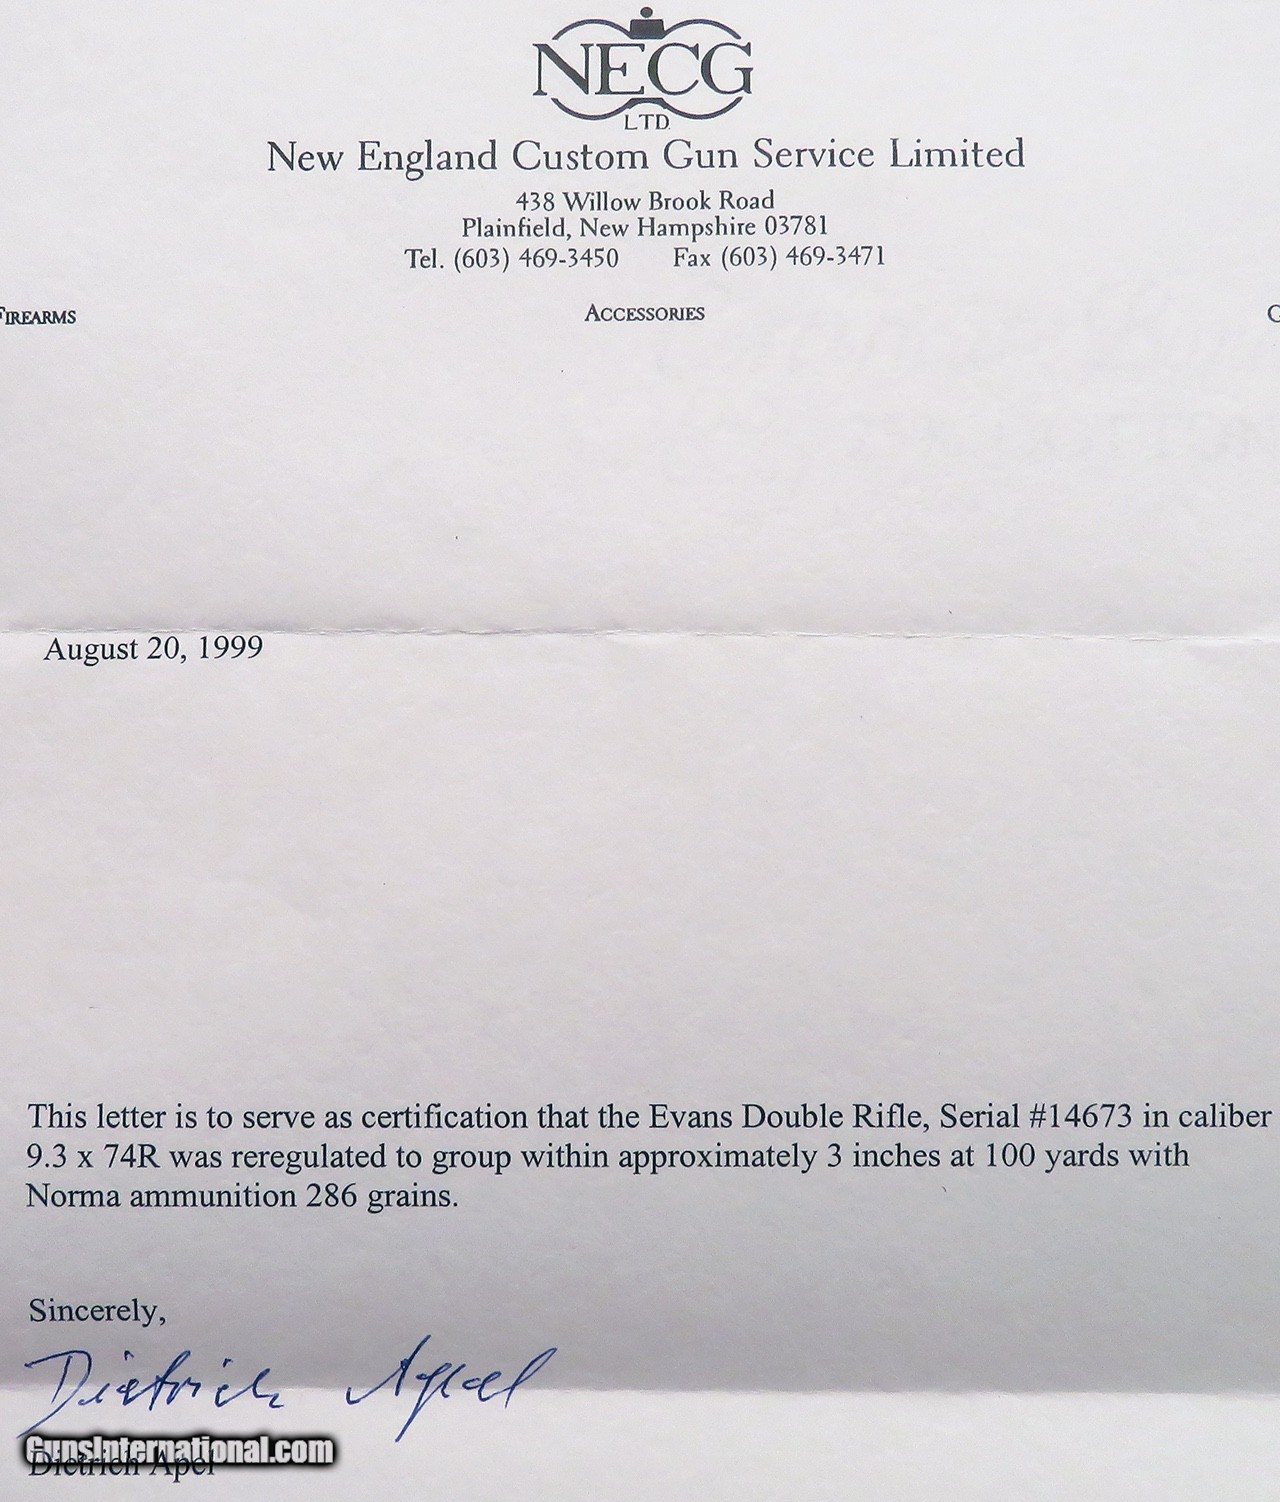 NECG
LTD.
New England Custom Gun Service Limited
438 Willow Brook Road
Plainfield, New Hampshire 03781
Tel. (603) 469-3450 Fax (603) 469-3471
FIREARMS ACCESSORIES
August 20, 1999
This letter is to serve as certification that the Evans Double Rifle, Serial #14673 in caliber
9.3 x 74R was reregulated to group within approximately 3 inches at 100 yards with
Norma ammunition 286 grains.
Sincerely,
Dietrich Apel
GunsInternational.com
Dietrich Apel